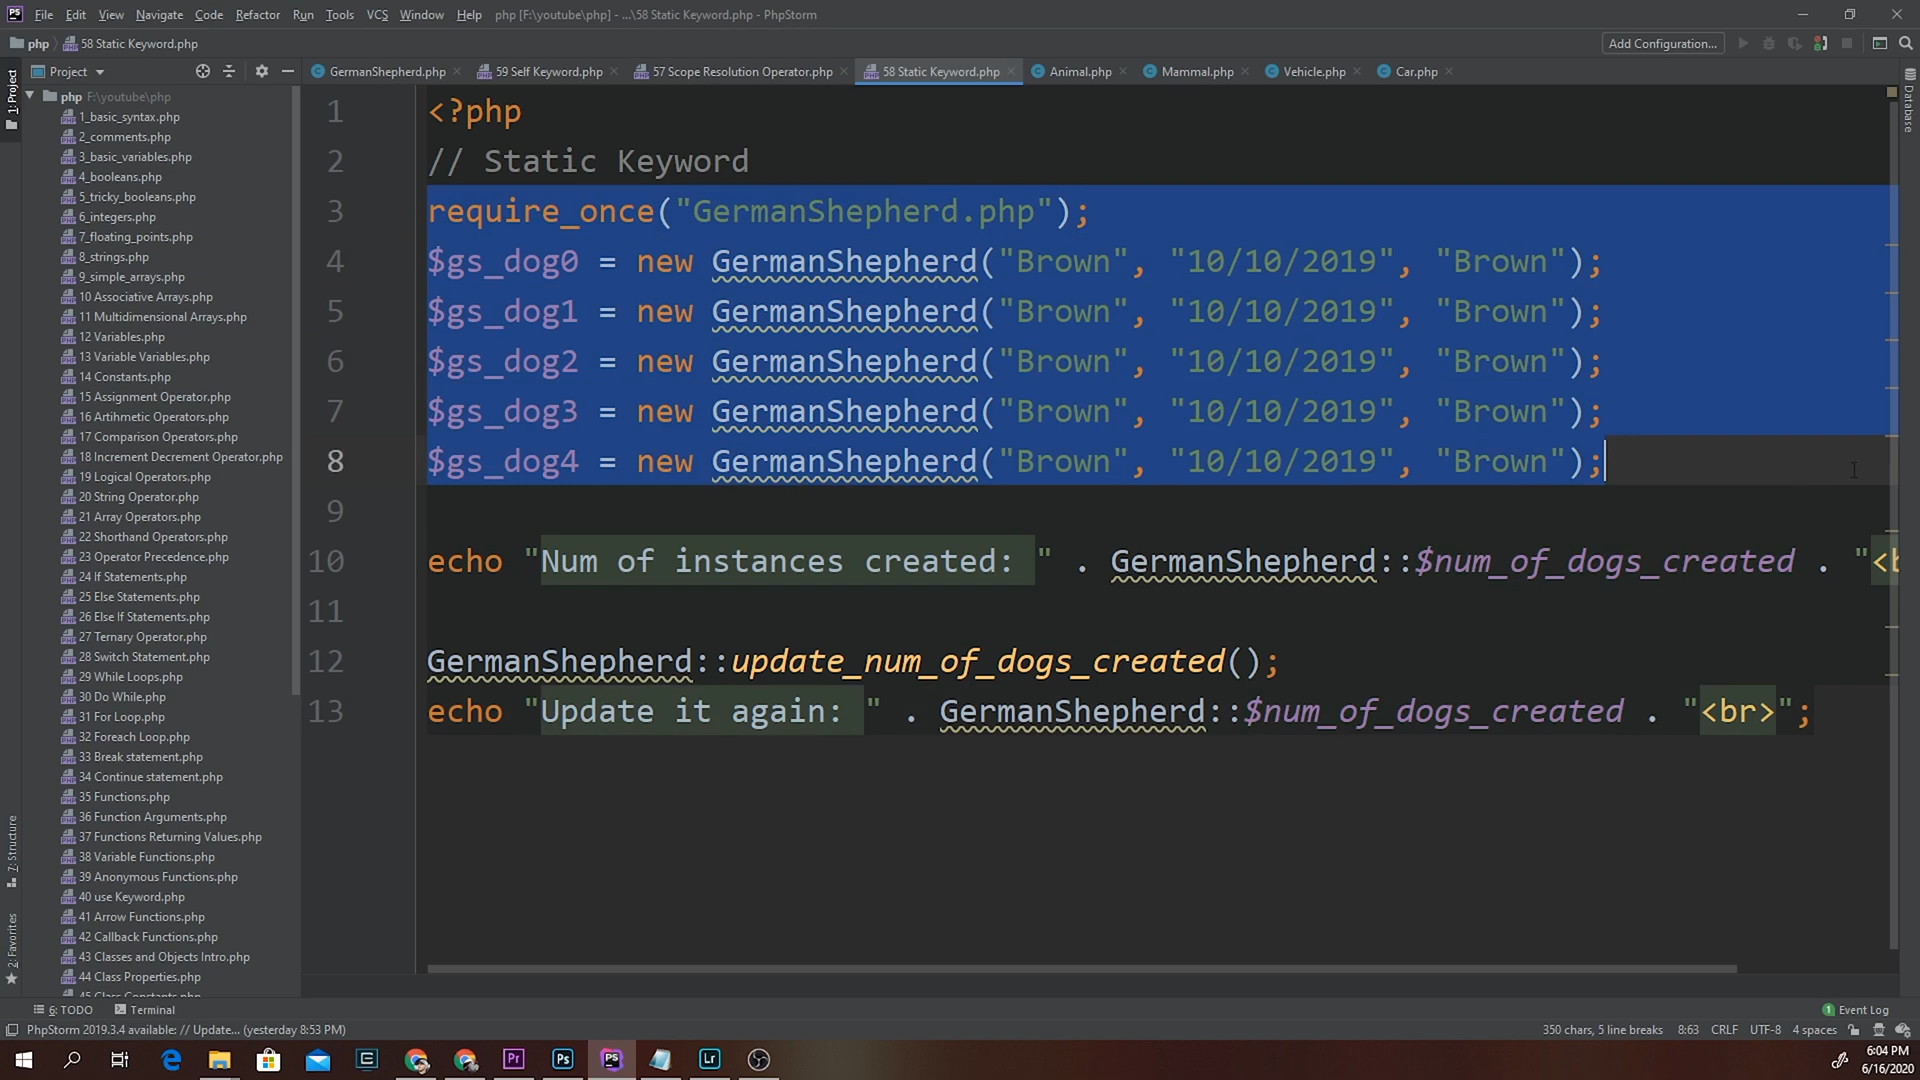 File Edit View Navigate Code Refactor Run Tools VCS Window Help php [F:\youtube\php] - ...\58 Static Keyword.php - PhpStorm
php 58 Static Keyword.php Add Configuration...
1: Project
Project
GermanShepherd.php 59 Self Keyword.php 57 Scope Resolution Operator.php 58 Static Keyword.php Animal.php Mammal.php Vehicle.php Car.php
Database
php F:\youtube\php
1_basic_syntax.php
2_comments.php
3_basic_variables.php
4_booleans.php
5_tricky_booleans.php
6_integers.php
7_floating_points.php
8_strings.php
9_simple_arrays.php
10 Associative Arrays.php
11 Multidimensional Arrays.php
12 Variables.php
13 Variable Variables.php
14 Constants.php
15 Assignment Operator.php
16 Artihmetic Operators.php
17 Comparison Operators.php
18 Increment Decrement Operator.php
19 Logical Operators.php
20 String Operator.php
21 Array Operators.php
22 Shorthand Operators.php
23 Operator Precedence.php
24 If Statements.php
25 Else Statements.php
26 Else If Statements.php
27 Ternary Operator.php
28 Switch Statement.php
29 While Loops.php
30 Do While.php
31 For Loop.php
32 Foreach Loop.php
33 Break statement.php
34 Continue statement.php
35 Functions.php
36 Function Arguments.php
37 Functions Returning Values.php
38 Variable Functions.php
39 Anonymous Functions.php
40 use Keyword.php
41 Arrow Functions.php
42 Callback Functions.php
43 Classes and Objects Intro.php
44 Class Properties.php
45 Class Constants.php
7: Structure
2: Favorites
1 <?php
2 // Static Keyword
3 require_once("GermanShepherd.php");
4 $gs_dog0 = new GermanShepherd("Brown", "10/10/2019", "Brown");
5 $gs_dog1 = new GermanShepherd("Brown", "10/10/2019", "Brown");
6 $gs_dog2 = new GermanShepherd("Brown", "10/10/2019", "Brown");
7 $gs_dog3 = new GermanShepherd("Brown", "10/10/2019", "Brown");
8 $gs_dog4 = new GermanShepherd("Brown", "10/10/2019", "Brown");
9
10 echo "Num of instances created: " . GermanShepherd::$num_of_dogs_created . "<b
11
12 GermanShepherd::update_num_of_dogs_created();
13 echo "Update it again: " . GermanShepherd::$num_of_dogs_created . "<br>";
6: TODO Terminal 1 Event Log
PhpStorm 2019.3.4 available: // Update... (yesterday 8:53 PM) 350 chars, 5 line breaks 8:63 CRLF UTF-8 4 spaces
Pr Ps PS Lr
6:04 PM
6/16/2020